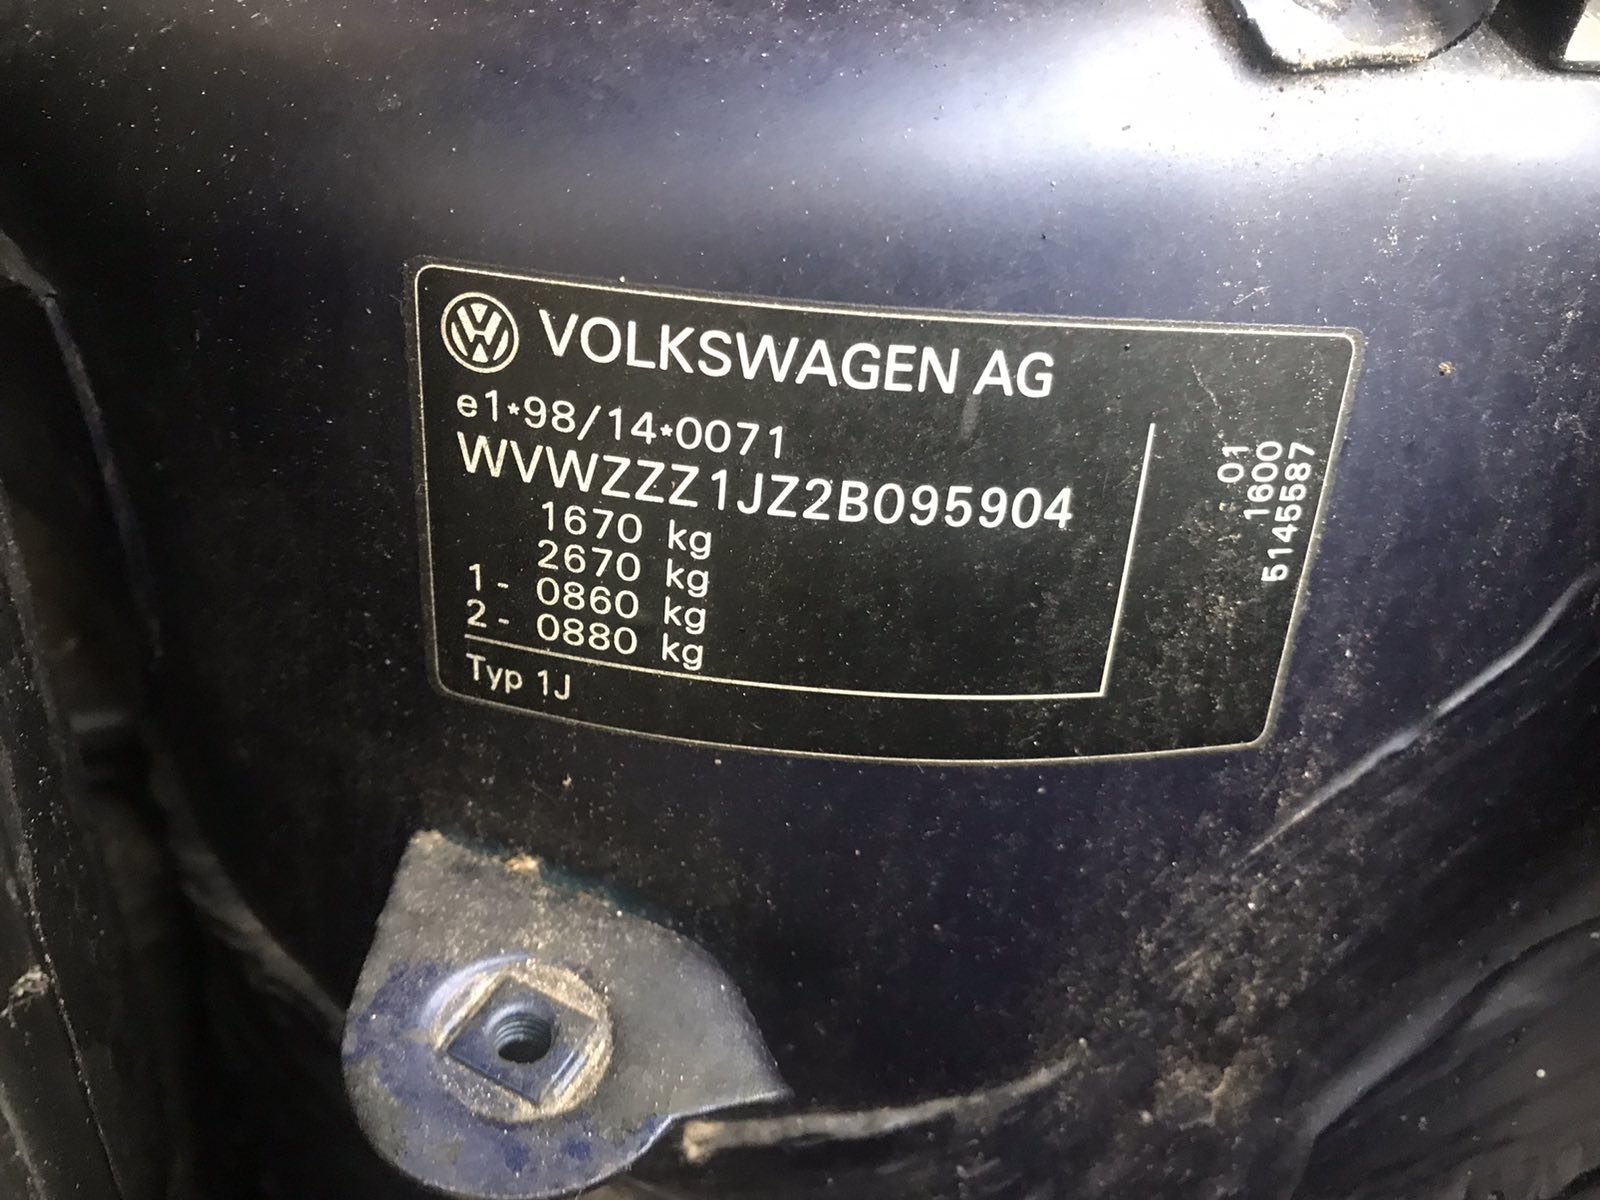 VOLKSWAGEN AG
e1*98/14*0071
WVWZZZ1JZ2B095904
1670 kg
2670 kg
1- 0860 kg
2- 0880 kg
Typ 1J
01
1600
5145587